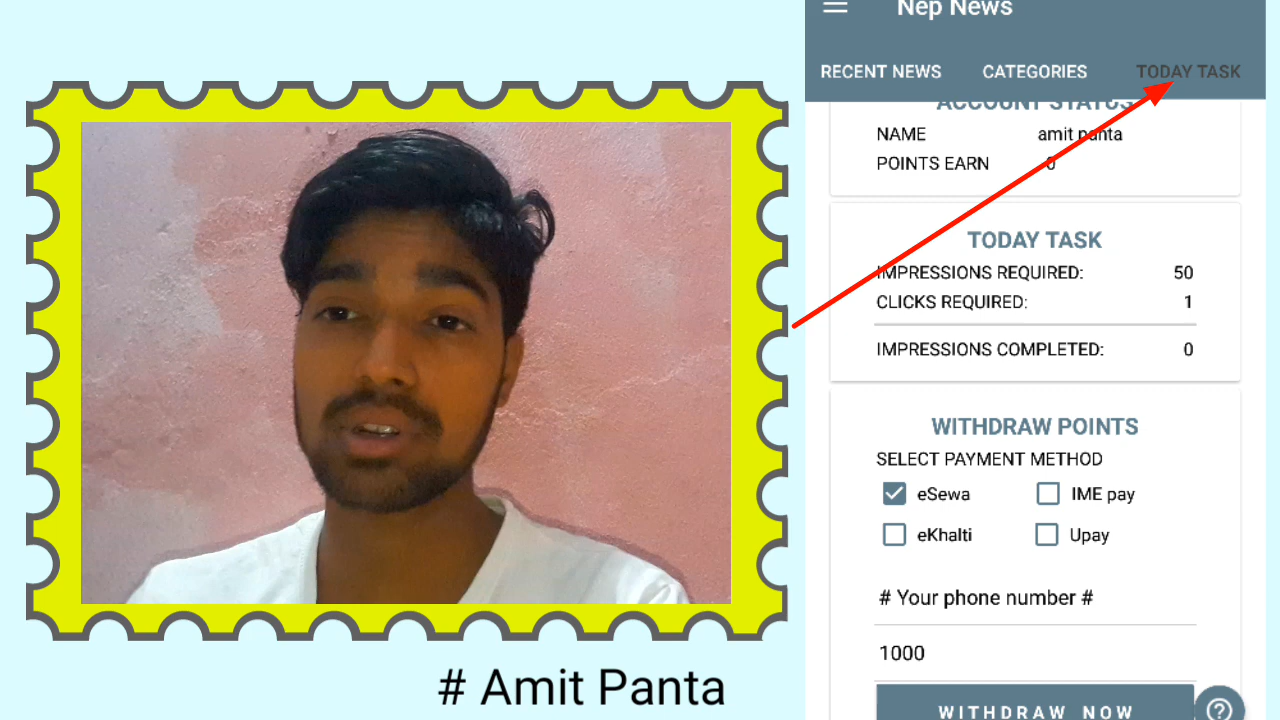 Nep News
RECENT NEWS CATEGORIES TODAY TASK
ACCOUNT STATUS
NAME amit panta
POINTS EARN 0
TODAY TASK
IMPRESSIONS REQUIRED: 50
CLICKS REQUIRED: 1
IMPRESSIONS COMPLETED: 0
WITHDRAW POINTS
SELECT PAYMENT METHOD
eSewa IME pay
eKhalti Upay
# Your phone number #
1000
WITHDRAW NOW
# Amit Panta